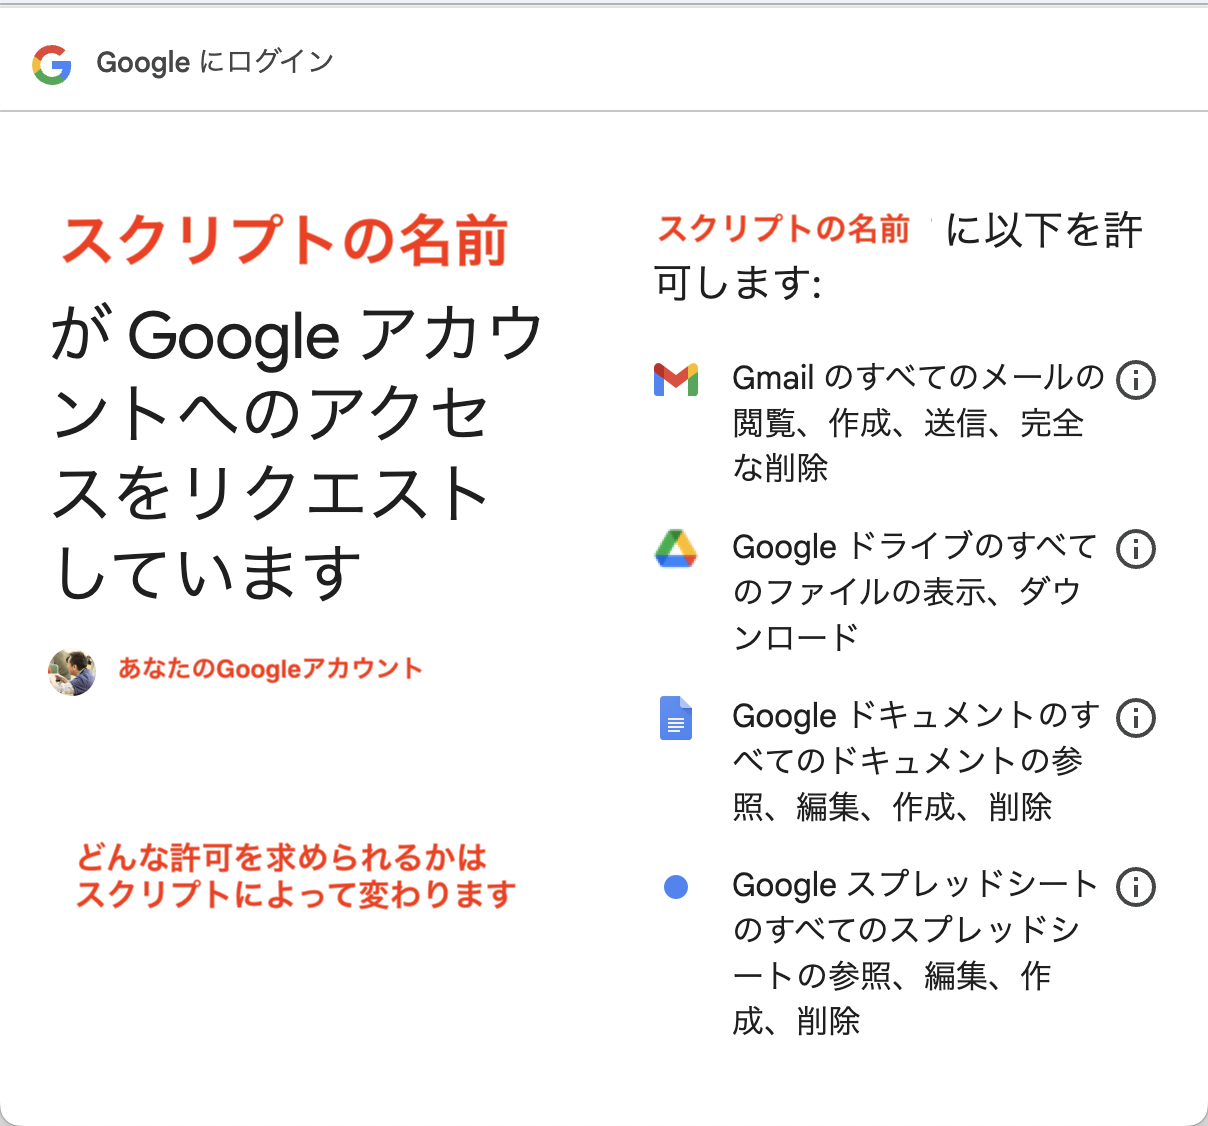 Google にログイン
スクリプトの名前
が Google アカウ
ントへのアクセ
スをリクエスト
しています
あなたのGoogleアカウント
どんな許可を求められるかは
スクリプトによって変わります
スクリプトの名前 に以下を許
可します:
Gmail のすべてのメールの
閲覧、作成、送信、完全
な削除
Google ドライブのすべて
のファイルの表示、ダウ
ンロード
Google ドキュメントのす
べてのドキュメントの参
照、編集、作成、削除
Google スプレッドシート
のすべてのスプレッドシ
ートの参照、編集、作
成、削除